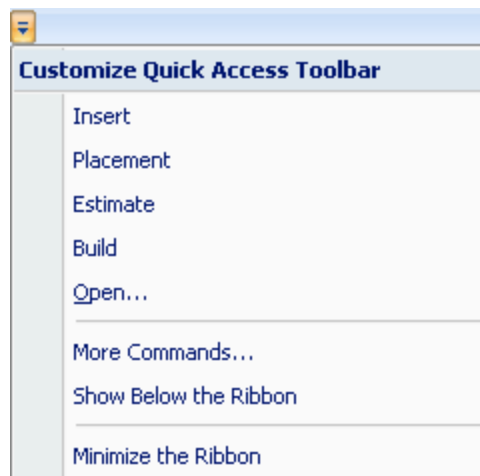 Customize Quick Access Toolbar
Insert
Placement
Estimate
Build
Open...
More Commands...
Show Below the Ribbon
Minimize the Ribbon